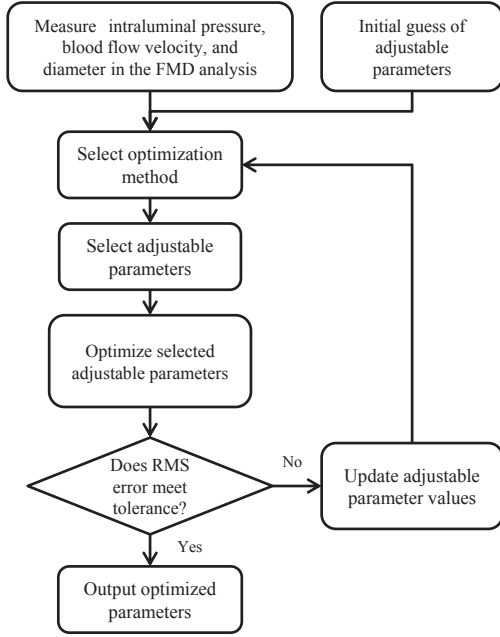 Measure intraluminal pressure,
blood flow velocity, and
diameter in the FMD analysis
Initial guess of
adjustable
parameters
Select optimization
method
Select adjustable
parameters
Optimize selected
adjustable parameters
Does RMS
error meet
tolerance?
No
Update adjustable
parameter values
Yes
Output optimized
parameters